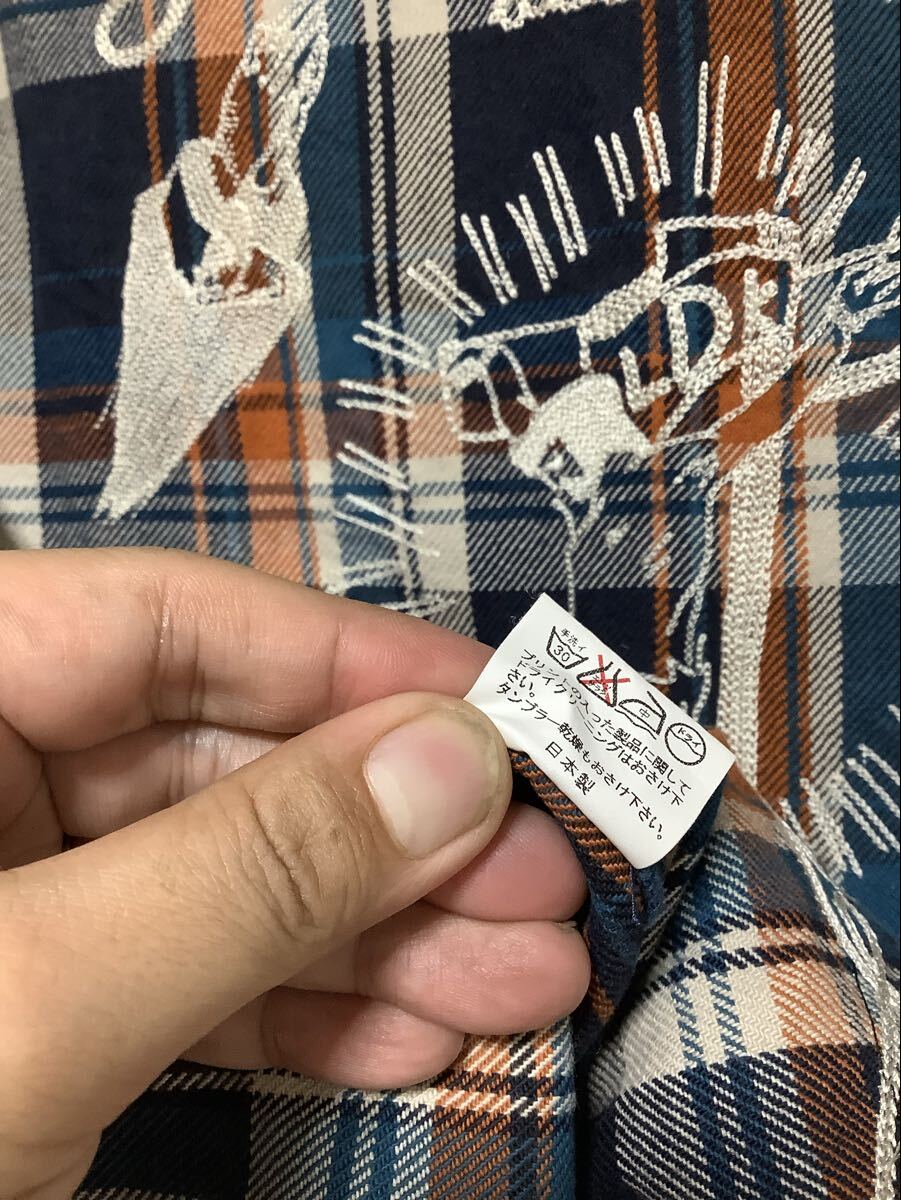 LDK
手洗イ
30
中
ドライ
プリントの入った製品に関して
ドライクリーニングはおさけ下
さい。
タンブラー乾燥もおさけ下さい。
日本製